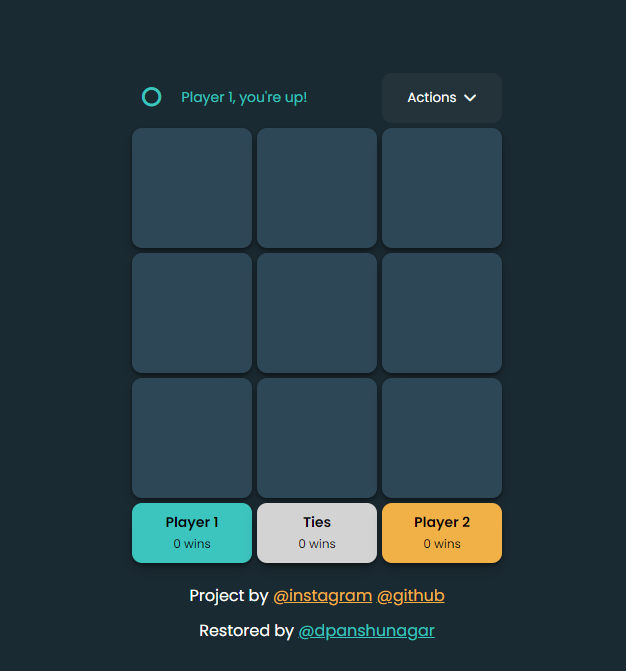 Player 1, you're up!
Actions
Player 1
0 wins
Ties
0 wins
Player 2
0 wins
Project by @instagram @github
Restored by @dpanshunagar